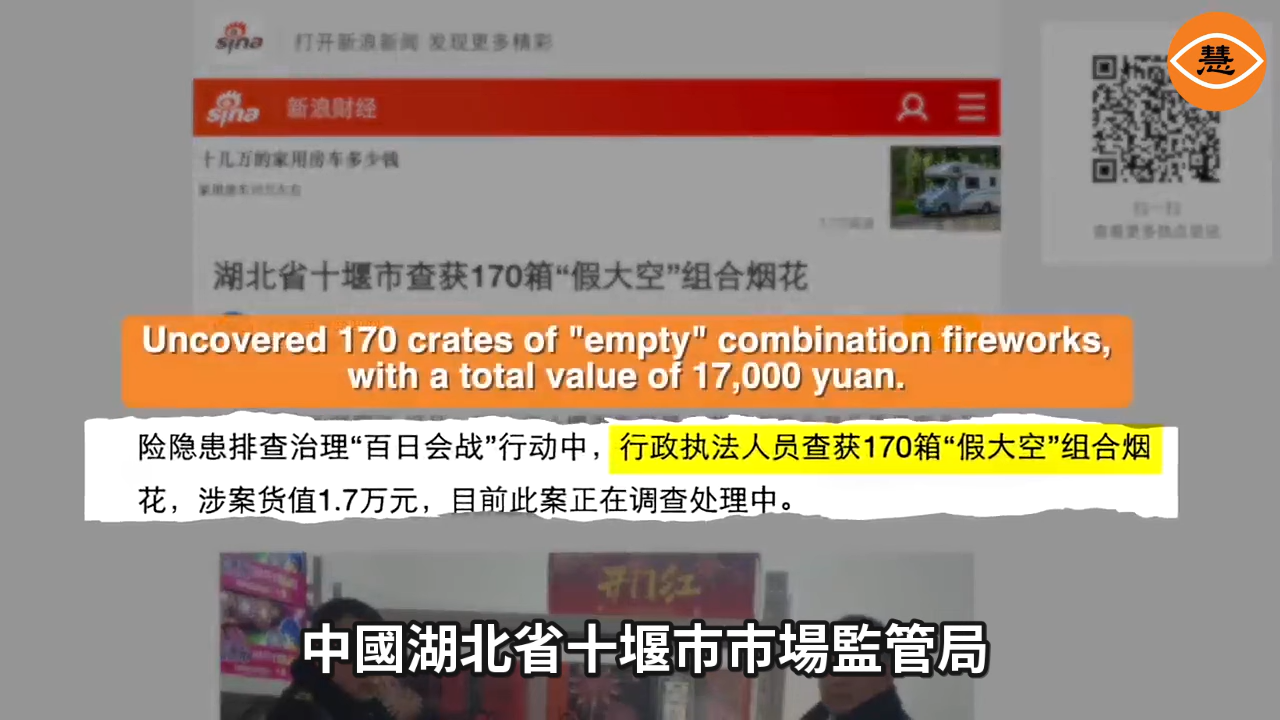 慧
sina
打开新浪新闻 发现更多精彩
sina 新浪财经
十几万的家用房车多少钱
扫一扫
湖北省十堰市查获170箱“假大空”组合烟花
Uncovered 170 crates of "empty" combination fireworks,
with a total value of 17,000 yuan.
险隐患排查治理“百日会战”行动中，行政执法人员查获170箱“假大空”组合烟
花，涉案货值1.7万元，目前此案正在调查处理中。
开门红
中國湖北省十堰市市場監管局